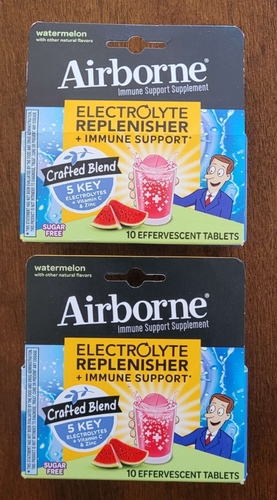 watermelon
with other natural flavors
Airborne®
Immune Support Supplement
ELECTROLYTE
REPLENISHER
+ IMMUNE SUPPORT*
Crafted Blend
5 KEY
ELECTROLYTES
+ Vitamin C
& Zinc
SUGAR
FREE
10 EFFERVESCENT TABLETS
watermelon
with other natural flavors
Airborne®
Immune Support Supplement
ELECTROLYTE
REPLENISHER
+ IMMUNE SUPPORT*
Crafted Blend
5 KEY
ELECTROLYTES
+ Vitamin C
& Zinc
SUGAR
FREE
10 EFFERVESCENT TABLETS